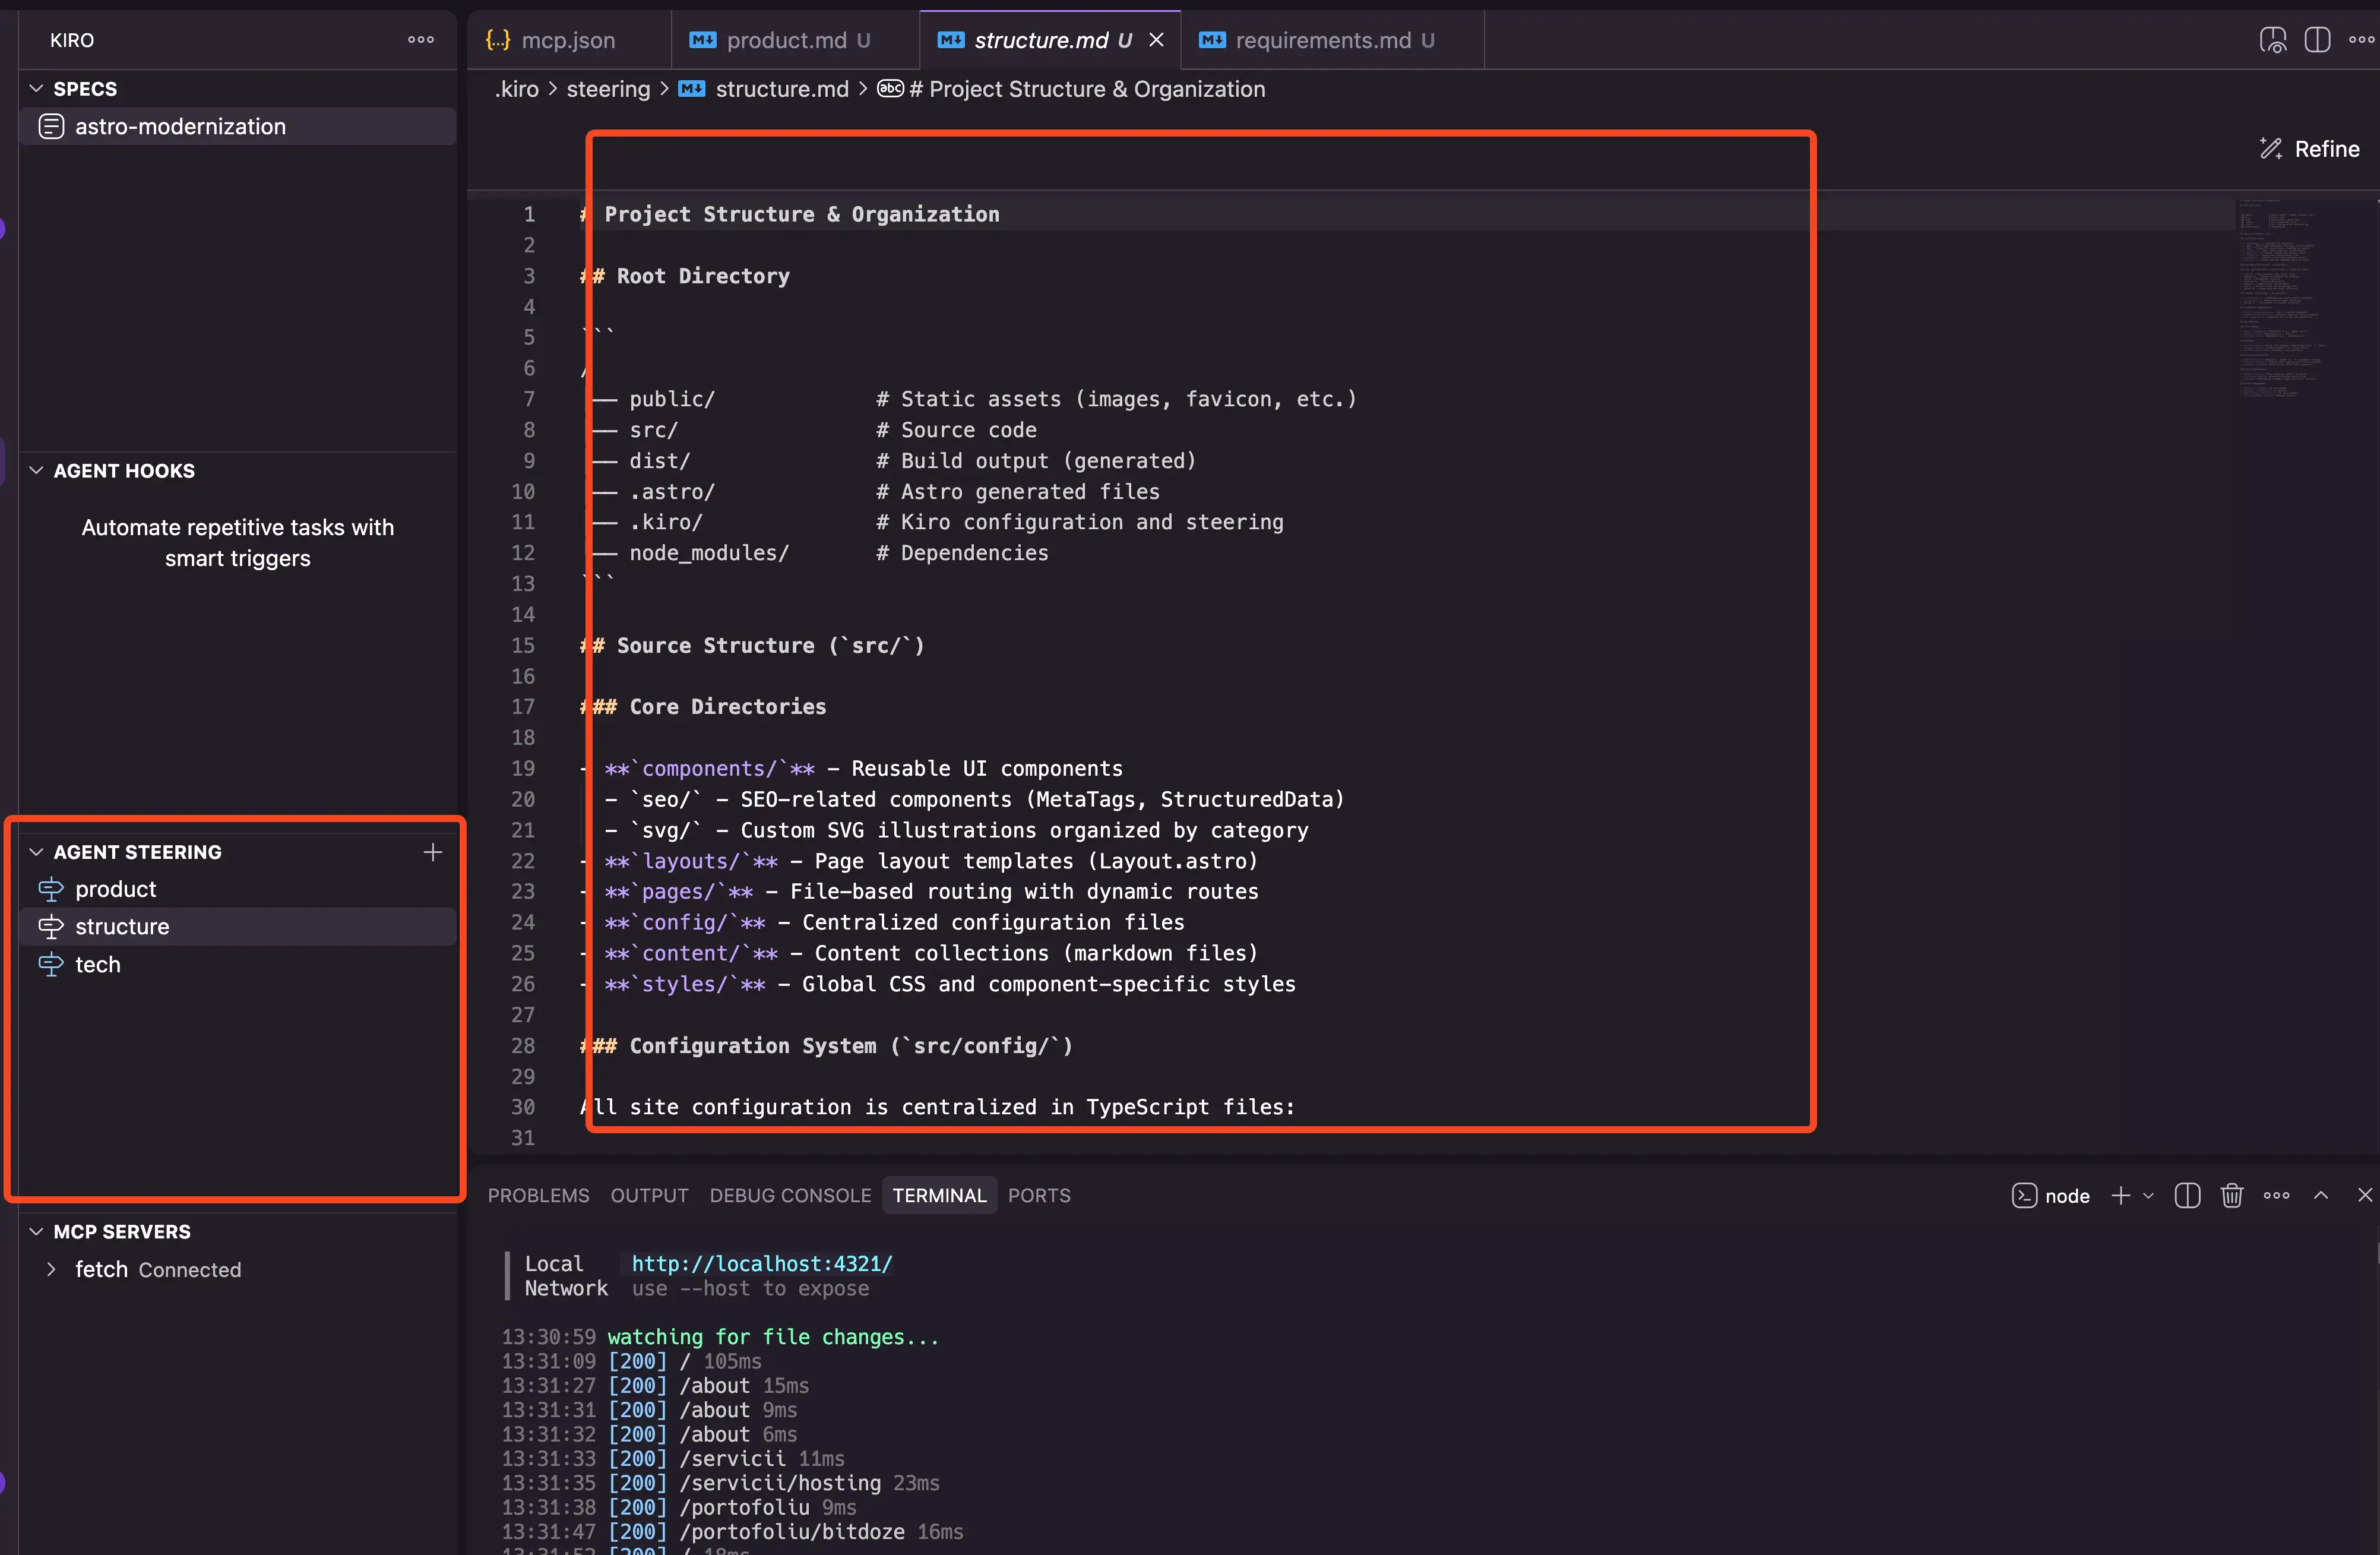 KIRO
SPECS
astro-modernization
AGENT HOOKS
Automate repetitive tasks with
smart triggers
AGENT STEERING
product
structure
tech
MCP SERVERS
fetch Connected
{...} mcp.json
M↓ product.md U
M↓ structure.md U
M↓ requirements.md U
.kiro > steering > M↓ structure.md > abc # Project Structure & Organization
Refine
1 # Project Structure & Organization
2
3 ## Root Directory
4
5 ```
6 /
7 ── public/ # Static assets (images, favicon, etc.)
8 ── src/ # Source code
9 ── dist/ # Build output (generated)
10 ── .astro/ # Astro generated files
11 ── .kiro/ # Kiro configuration and steering
12 ── node_modules/ # Dependencies
13 ```
14
15 ## Source Structure (`src/`)
16
17 ### Core Directories
18
19 - **`components/`** - Reusable UI components
20 - `seo/` - SEO-related components (MetaTags, StructuredData)
21 - `svg/` - Custom SVG illustrations organized by category
22 - **`layouts/`** - Page layout templates (Layout.astro)
23 - **`pages/`** - File-based routing with dynamic routes
24 - **`config/`** - Centralized configuration files
25 - **`content/`** - Content collections (markdown files)
26 - **`styles/`** - Global CSS and component-specific styles
27
28 ### Configuration System (`src/config/`)
29
30 All site configuration is centralized in TypeScript files:
31
PROBLEMS OUTPUT DEBUG CONSOLE TERMINAL PORTS
node
Local http://localhost:4321/
Network use --host to expose
13:30:59 watching for file changes...
13:31:09 [200] / 105ms
13:31:27 [200] /about 15ms
13:31:31 [200] /about 9ms
13:31:32 [200] /about 6ms
13:31:33 [200] /servicii 11ms
13:31:35 [200] /servicii/hosting 23ms
13:31:38 [200] /portofoliu 9ms
13:31:47 [200] /portofoliu/bitdoze 16ms
13:31:52 [200] / 18ms